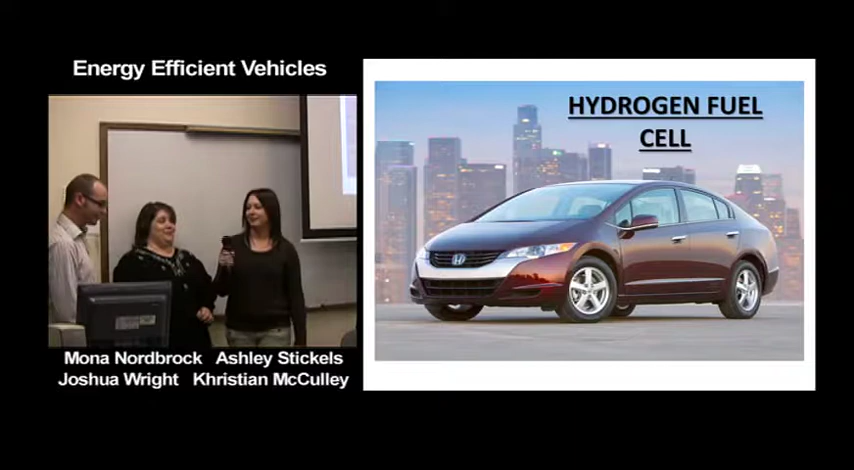 Energy Efficient Vehicles
HYDROGEN FUEL
CELL
Mona Nordbrock Ashley Stickels
Joshua Wright Khristian McCulley